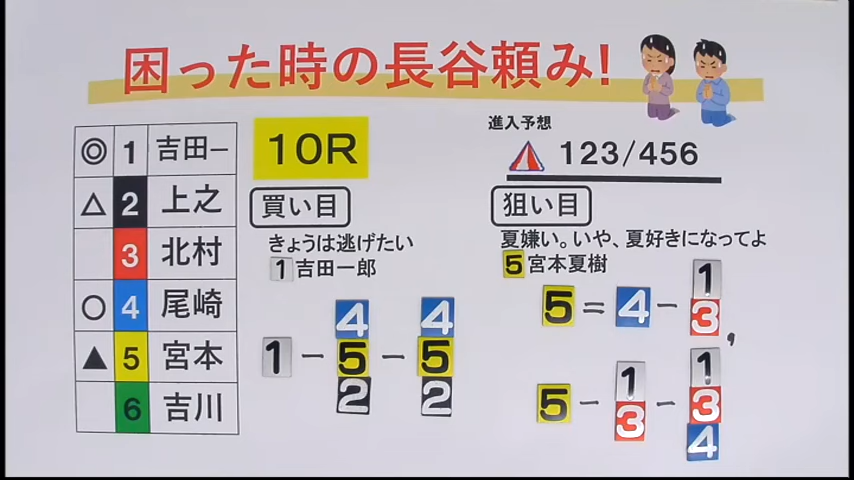 困った時の長谷頼み!
◎ 1 吉田一
△ 2 上之
3 北村
○ 4 尾崎
▲ 5 宮本
6 吉川
10R
買い目
きょうは逃げたい
1 吉田一郎
4 4
1 - 5 - 5
2 2
進入予想
123/456
狙い目
夏嫌い。いや、夏好きになってよ
5 宮本夏樹
1
5 = 4 - 3,
1 1
5 - 3 - 3
4